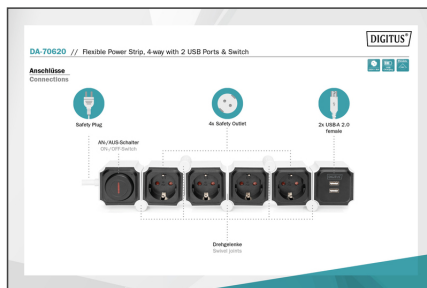 DIGITUS®
DA-70620 // Flexible Power Strip, 4-way with 2 USB Ports & Switch
Anschlüsse
Connections
Safety Plug
4x Safety Outlet
2x USB-A 2.0
female
AN-/AUS-Schalter
ON-/OFF-Switch
Drehgelenke
Swivel joints